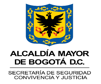 ALCALDÍA MAYOR
DE BOGOTÁ D.C.
SECRETARÍA DE SEGURIDAD
CONVIVENCIA Y JUSTICIA